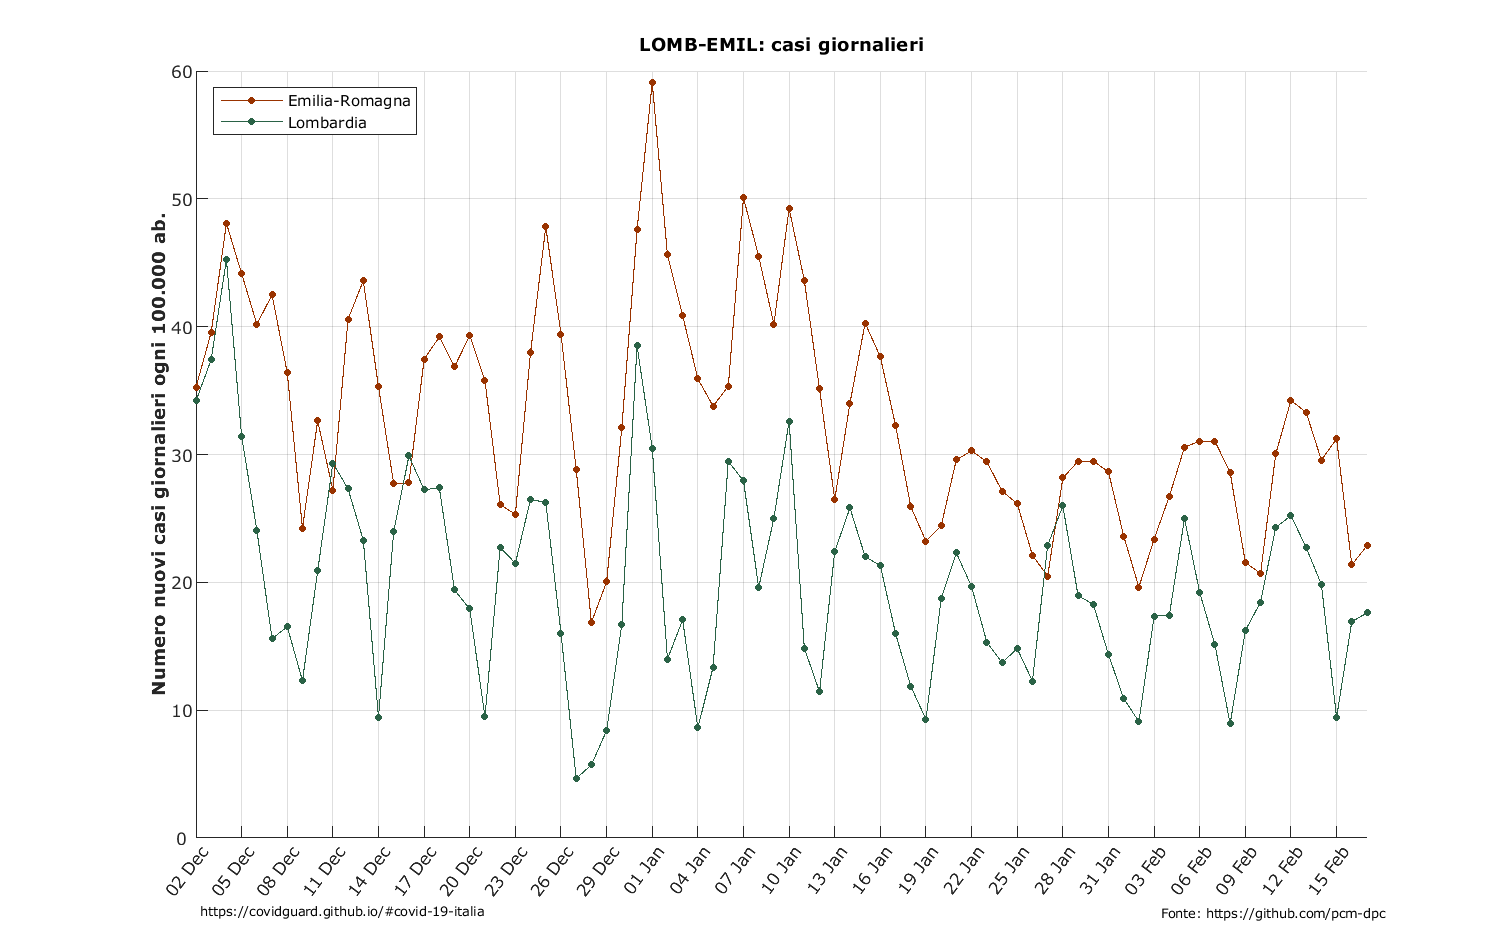 LOMB-EMIL: casi giornalieri
Numero nuovi casi giornalieri ogni 100.000 ab.
60
50
40
30
20
10
0
Emilia-Romagna
Lombardia
02 Dec
05 Dec
08 Dec
11 Dec
14 Dec
17 Dec
20 Dec
23 Dec
26 Dec
29 Dec
01 Jan
04 Jan
07 Jan
10 Jan
13 Jan
16 Jan
19 Jan
22 Jan
25 Jan
28 Jan
31 Jan
03 Feb
06 Feb
09 Feb
12 Feb
15 Feb
https://covidguard.github.io/#covid-19-italia
Fonte: https://github.com/pcm-dpc